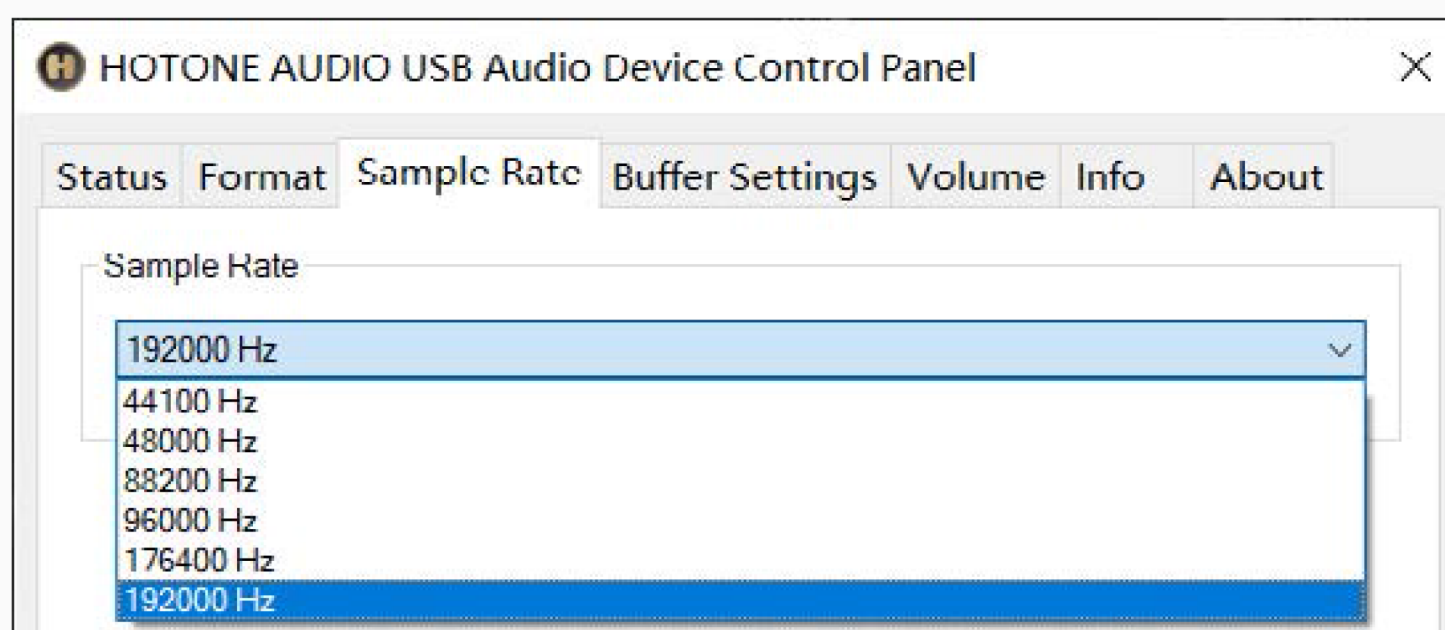 HOTONE AUDIO USB Audio Device Control Panel
Status Format Sample Rate Buffer Settings Volume Info About
Sample Rate
192000 Hz
44100 Hz
48000 Hz
88200 Hz
96000 Hz
176400 Hz
192000 Hz